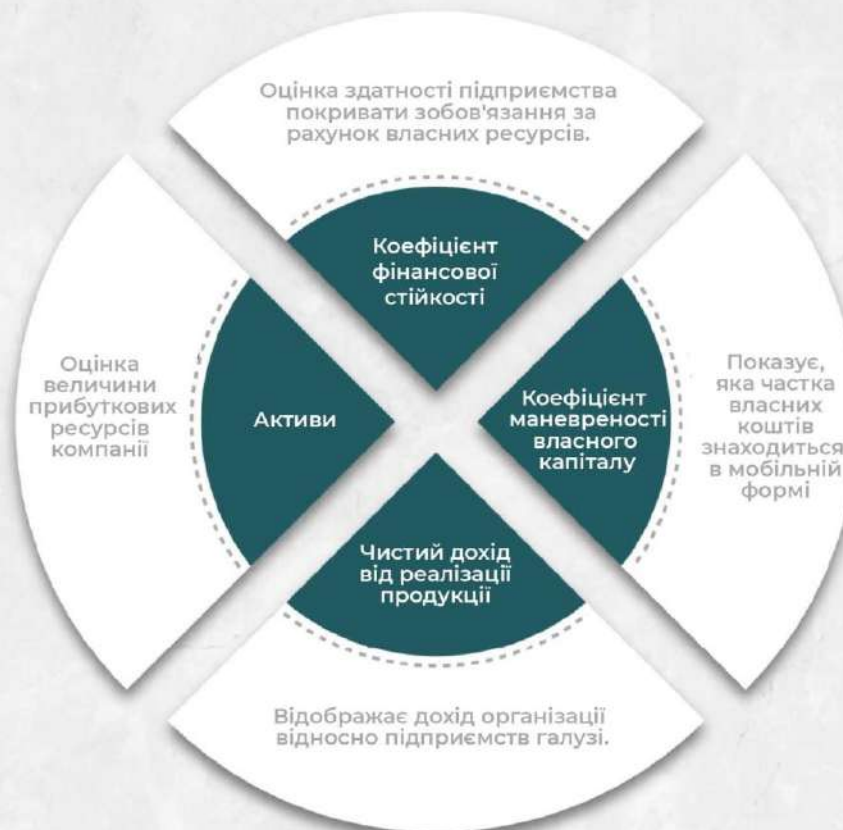 Оцінка здатності підприємства
покривати зобов'язання за
рахунок власних ресурсів.
Коефіцієнт
фінансової
стійкості
Оцінка
величини
прибуткових
ресурсів
компанії
Активи
Коефіцієнт
маневреності
власного
капіталу
Показує,
яка частка
власних
коштів
знаходиться
в мобільній
формі
Чистий дохід
від реалізації
продукції
Відображає дохід організації
відносно підприємств галузі.